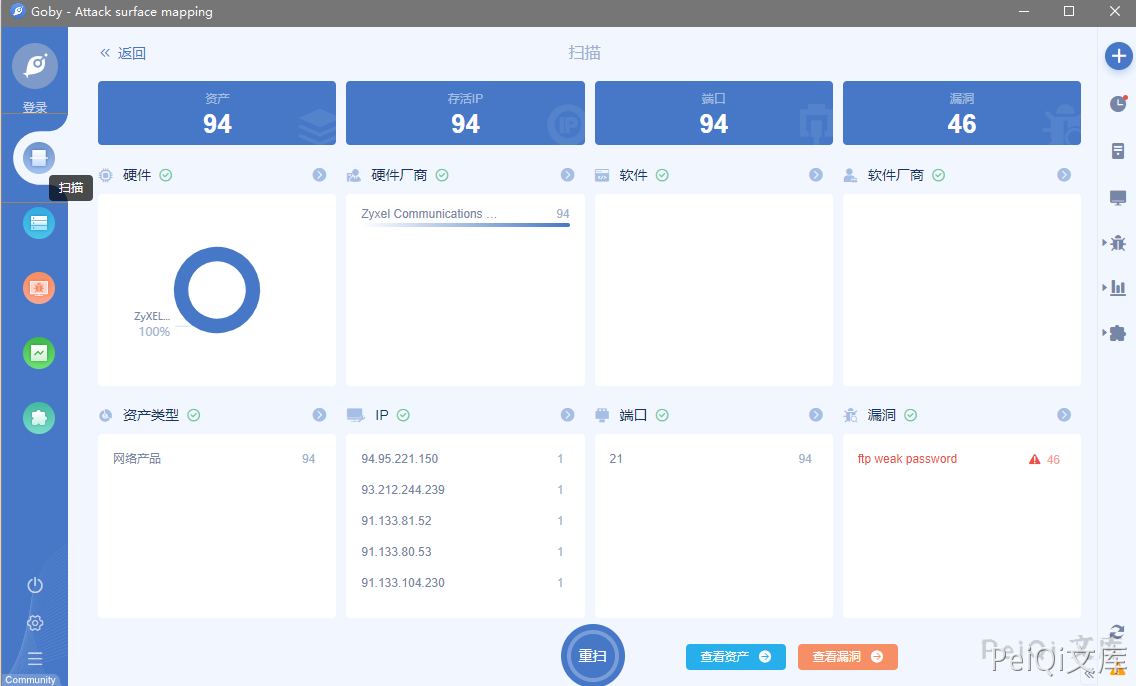 Goby - Attack surface mapping
登录
扫描
Community
返回
扫描
资产
94
存活IP
94
端口
94
漏洞
46
硬件
硬件厂商
软件
软件厂商
ZyXEL...
100%
Zyxel Communications ... 94
资产类型
IP
端口
漏洞
网络产品 94
94.95.221.150 1
93.212.244.239 1
91.133.81.52 1
91.133.80.53 1
91.133.104.230 1
21 94
ftp weak password 46
重扫
查看资产
查看漏洞
PeiQi 文库
PeiQi文库